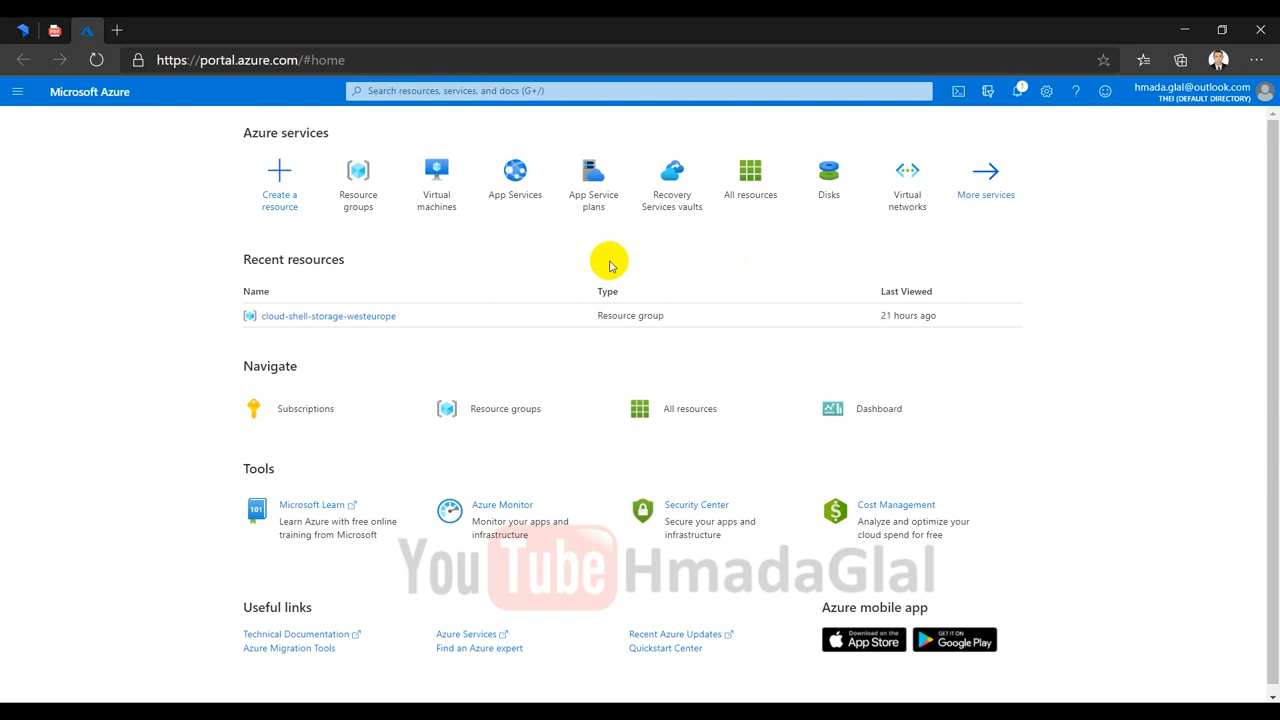 https://portal.azure.com/#home
Microsoft Azure
Search resources, services, and docs (G+/)
1
hmada.glal@outlook.com
THEI (DEFAULT DIRECTORY)
Azure services
Create a resource
Resource groups
Virtual machines
App Services
App Service plans
Recovery Services vaults
All resources
Disks
Virtual networks
More services
Recent resources
Name Type Last Viewed
cloud-shell-storage-westeurope Resource group 21 hours ago
Navigate
Subscriptions Resource groups All resources Dashboard
Tools
101
Microsoft Learn
Learn Azure with free online
training from Microsoft
Azure Monitor
Monitor your apps and
infrastructure
Security Center
Secure your apps and
infrastructure
Cost Management
Analyze and optimize your
cloud spend for free
YouTube HmadaGlal
Useful links
Technical Documentation Azure Services Recent Azure Updates
Azure Migration Tools Find an Azure expert Quickstart Center
Azure mobile app
Download on the
App Store
GET IT ON
Google Play